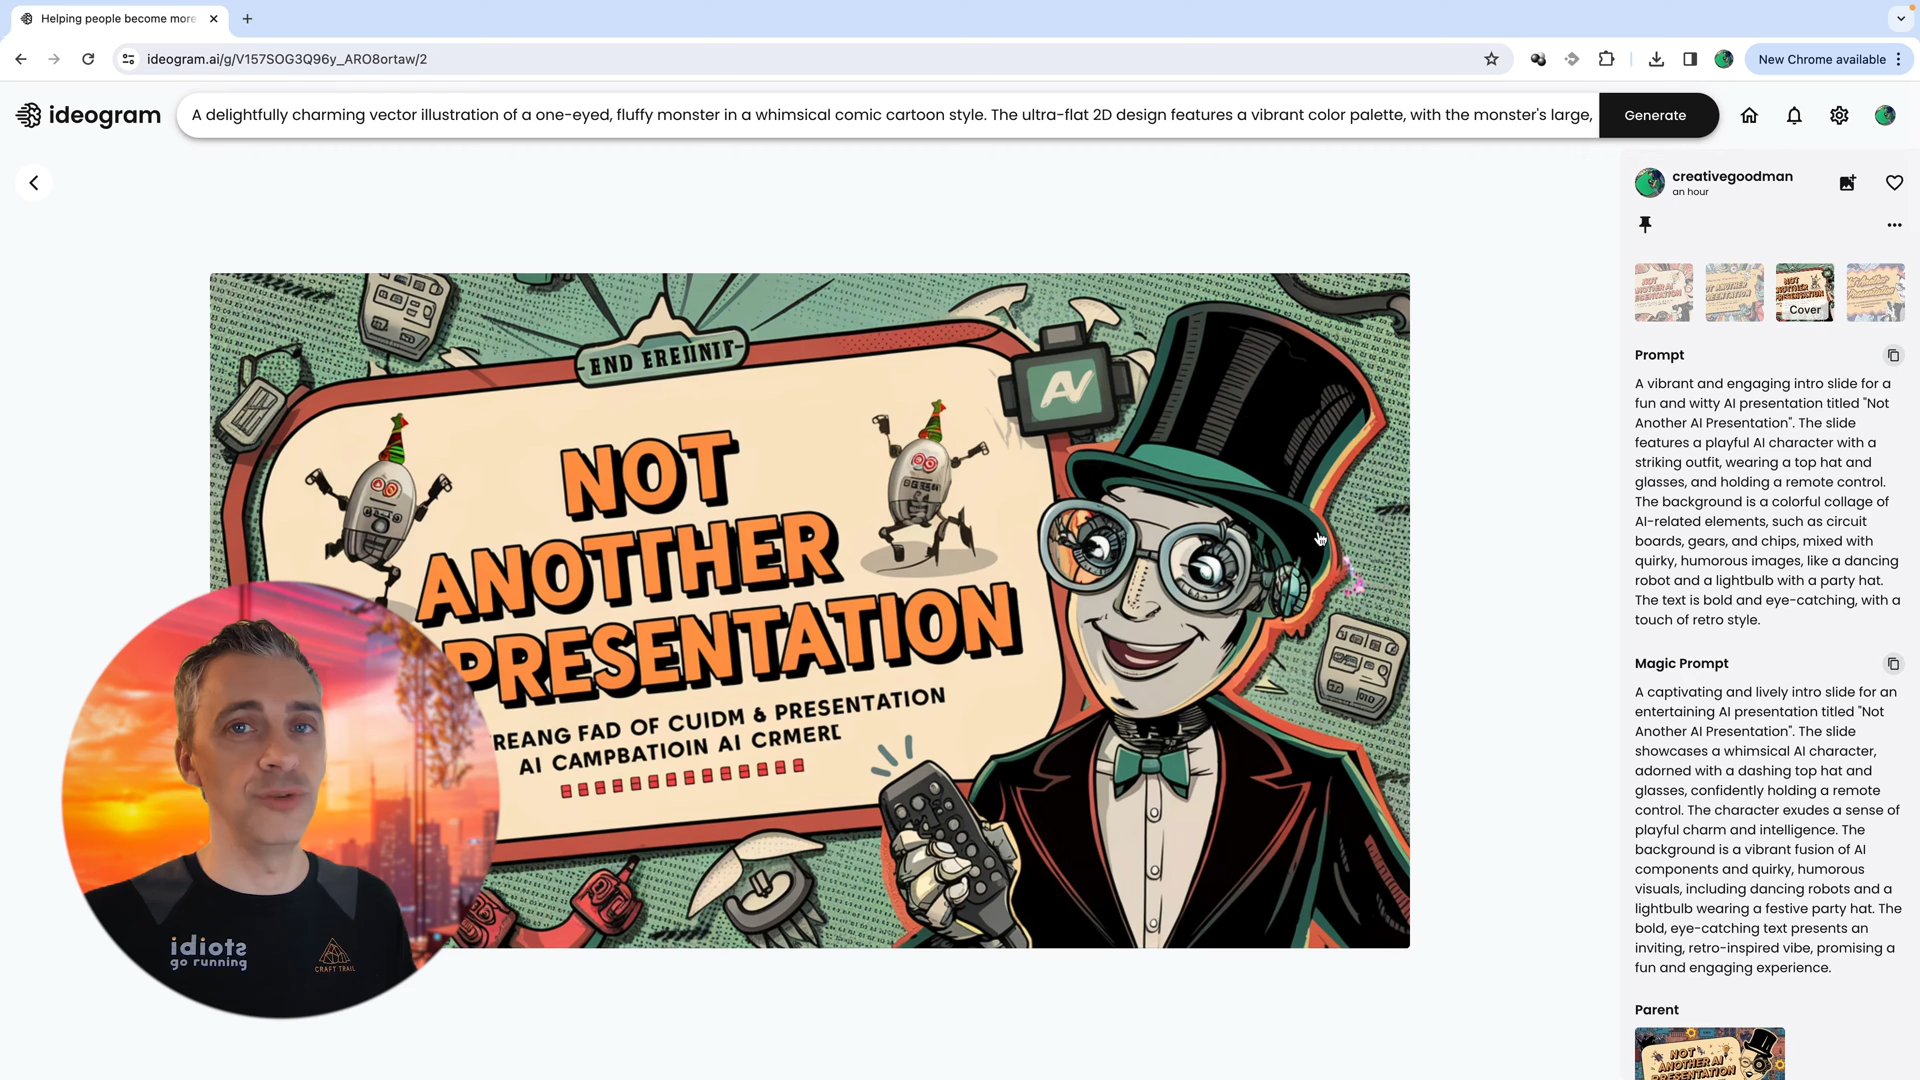 Helping people become more
ideogram.ai/g/V157SOG3Q96y_ARO8ortaw/2
New Chrome available
ideogram
A delightfully charming vector illustration of a one-eyed, fluffy monster in a whimsical comic cartoon style. The ultra-flat 2D design features a vibrant color palette, with the monster's large,
Generate
creativegoodman
an hour
Cover
Prompt
A vibrant and engaging intro slide for a
fun and witty AI presentation titled "Not
Another AI Presentation". The slide
features a playful AI character with a
striking outfit, wearing a top hat and
glasses, and holding a remote control.
The background is a colorful collage of
AI-related elements, such as circuit
boards, gears, and chips, mixed with
quirky, humorous images, like a dancing
robot and a lightbulb with a party hat.
The text is bold and eye-catching, with a
touch of retro style.
Magic Prompt
A captivating and lively intro slide for an
entertaining AI presentation titled "Not
Another AI Presentation". The slide
showcases a whimsical AI character,
adorned with a dashing top hat and
glasses, confidently holding a remote
control. The character exudes a sense of
playful charm and intelligence. The
background is a vibrant fusion of AI
components and quirky, humorous
visuals, including dancing robots and a
lightbulb wearing a festive party hat. The
bold, eye-catching text presents an
inviting, retro-inspired vibe, promising a
fun and engaging experience.
Parent
NOT
ANOTHER AI
PRESENTATION
AV
NOT
ANOTTHER
PRESENTATION
REANG FAD OF CUIDM & PRESENTATION
AI CAMPBATIOIN AI CRMERE
idiots
go running
CRAFT TRAIL